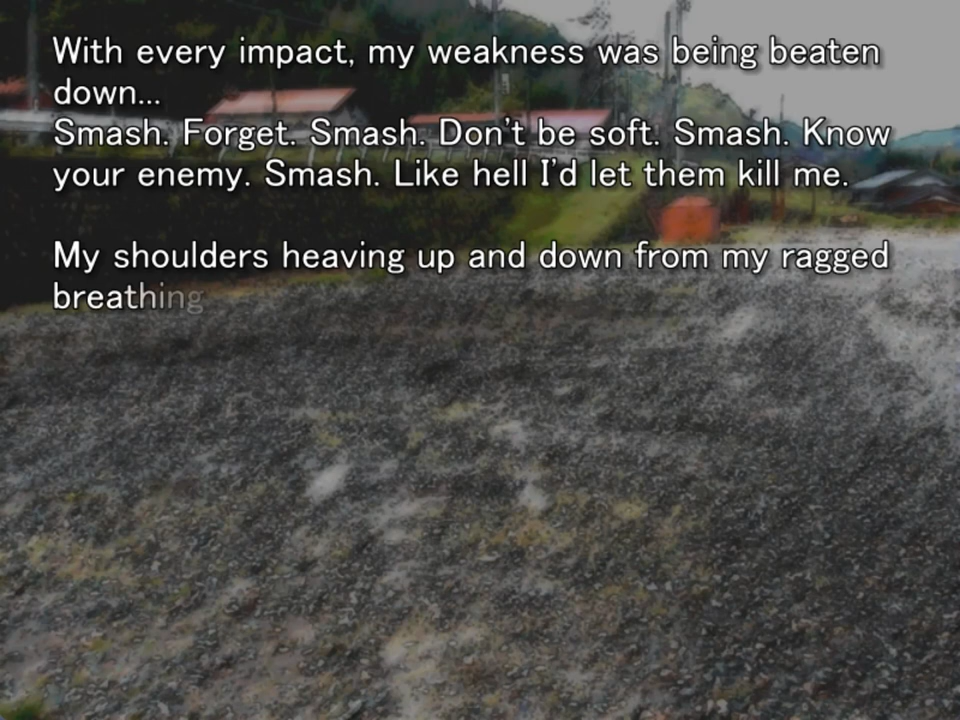 With every impact, my weakness was being beaten
down...
Smash. Forget. Smash. Don't be soft. Smash. Know
your enemy. Smash. Like hell I'd let them kill me.
My shoulders heaving up and down from my ragged
breathing